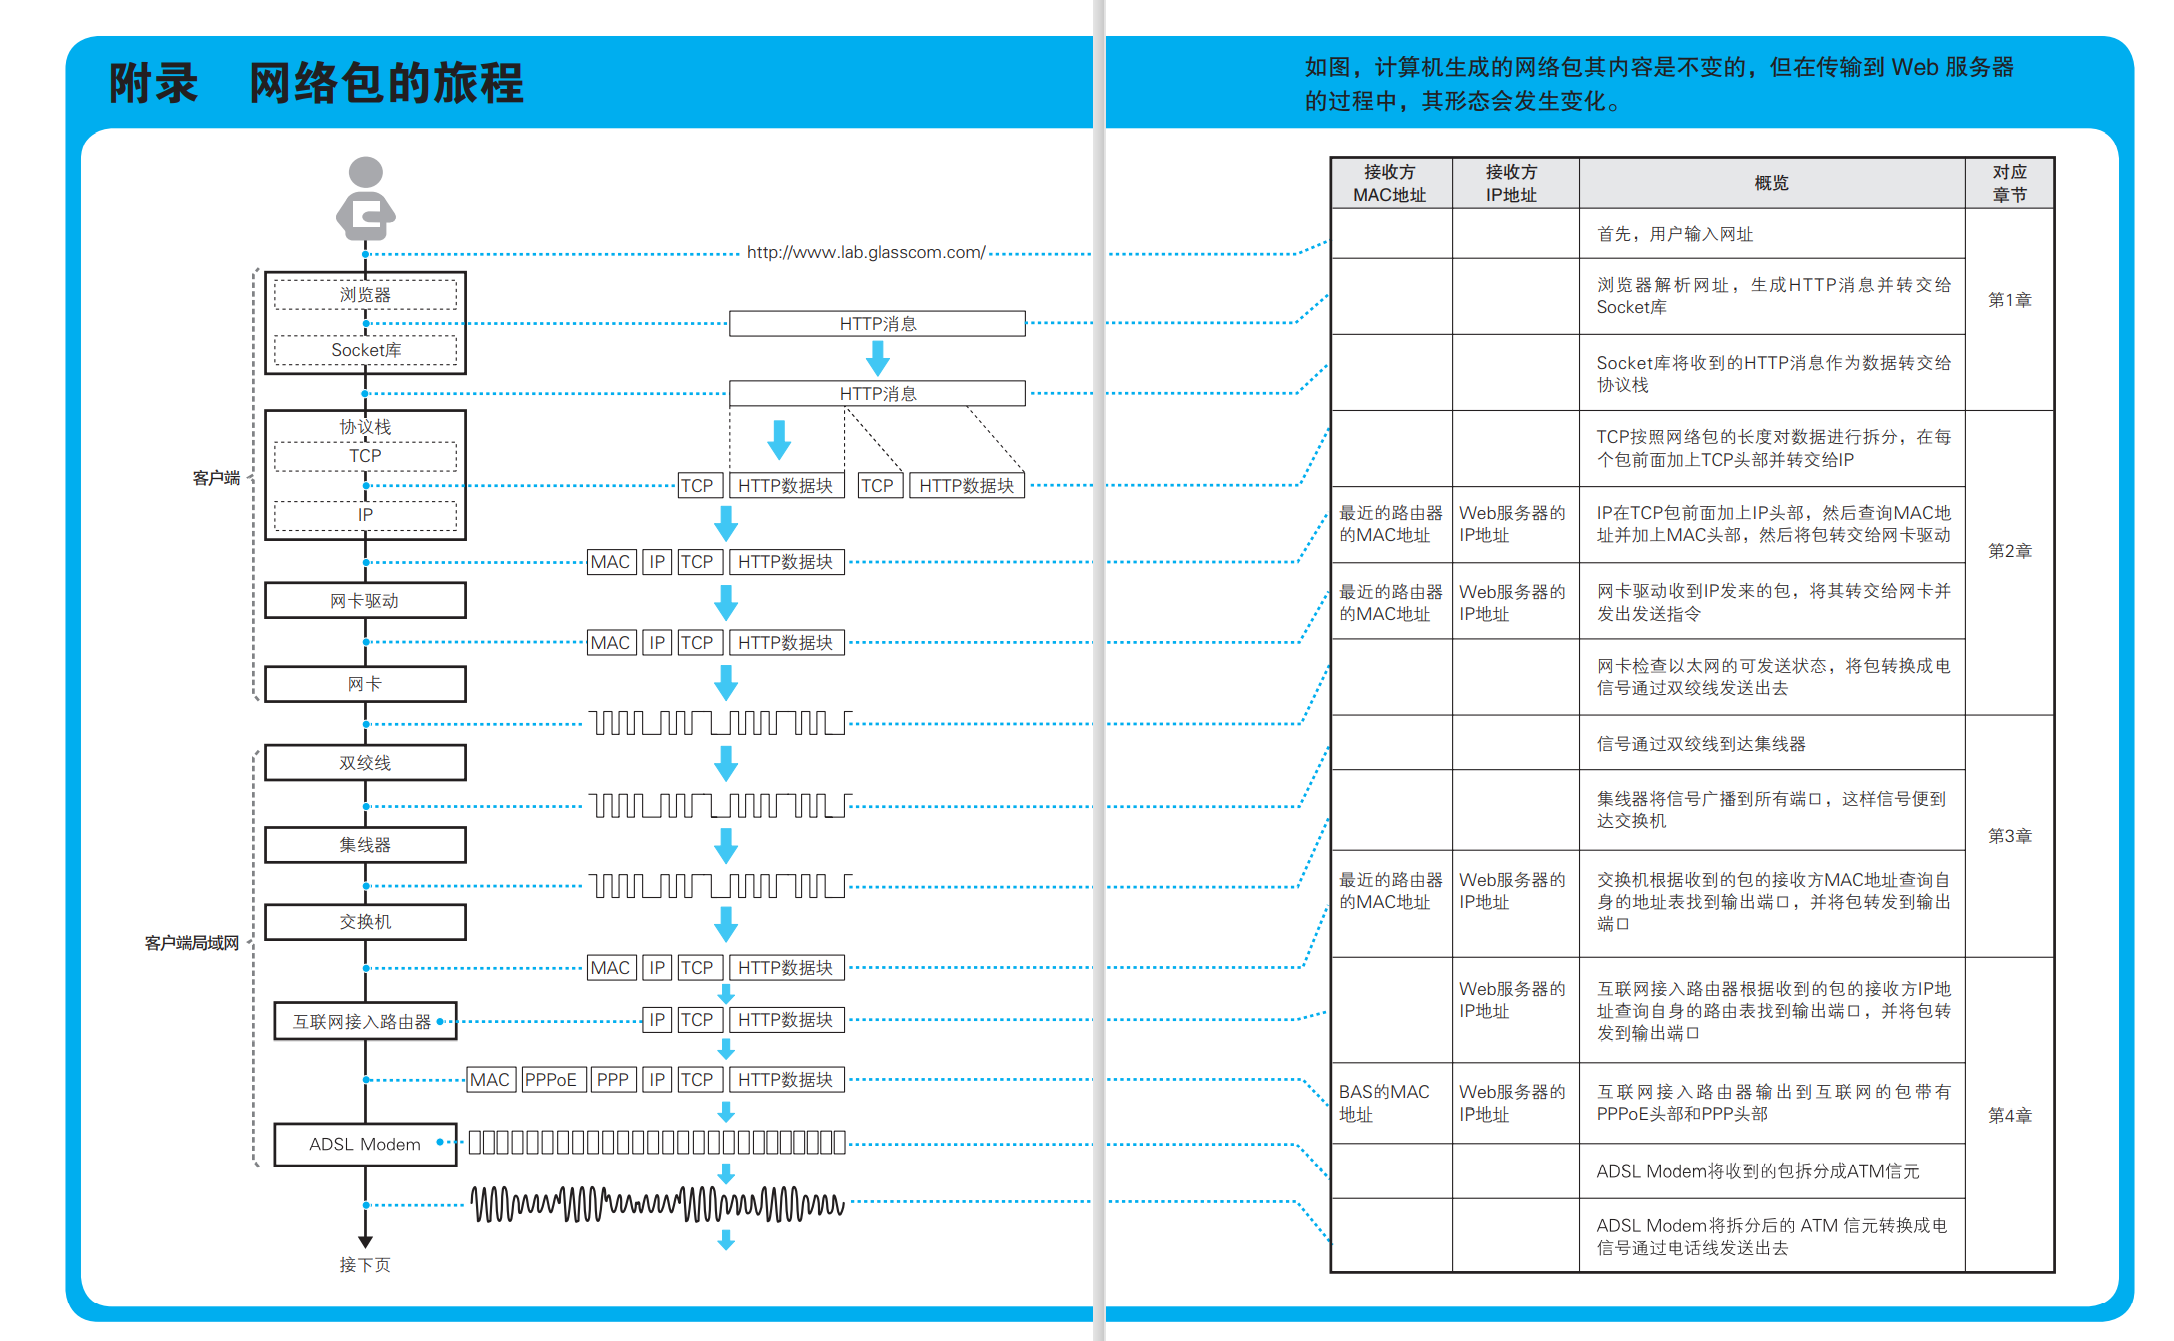 附录 网络包的旅程
如图，计算机生成的网络包其内容是不变的，但在传输到 Web 服务器
的过程中，其形态会发生变化。
http://www.lab.glasscom.com/
客户端
浏览器
HTTP消息
Socket库
HTTP消息
协议栈
TCP
TCP HTTP数据块 TCP HTTP数据块
IP
MAC IP TCP HTTP数据块
网卡驱动
MAC IP TCP HTTP数据块
网卡
客户端局域网
双绞线
集线器
交换机
MAC IP TCP HTTP数据块
互联网接入路由器
IP TCP HTTP数据块
MAC PPPoE PPP IP TCP HTTP数据块
ADSL Modem
接下页
接收方
MAC地址
接收方
IP地址
概览
对应
章节
首先，用户输入网址
浏览器解析网址，生成HTTP消息并转交给
Socket库
第1章
Socket库将收到的HTTP消息作为数据转交给
协议栈
TCP按照网络包的长度对数据进行拆分，在每
个包前面加上TCP头部并转交给IP
最近的路由器
的MAC地址
Web服务器的
IP地址
IP在TCP包前面加上IP头部，然后查询MAC地
址并加上MAC头部，然后将包转交给网卡驱动
第2章
最近的路由器
的MAC地址
Web服务器的
IP地址
网卡驱动收到IP发来的包，将其转交给网卡并
发出发送指令
网卡检查以太网的可发送状态，将包转换成电
信号通过双绞线发送出去
信号通过双绞线到达集线器
集线器将信号广播到所有端口，这样信号便到
达交换机
第3章
最近的路由器
的MAC地址
Web服务器的
IP地址
交换机根据收到的包的接收方MAC地址查询自
身的地址表找到输出端口，并将包转发到输出
端口
Web服务器的
IP地址
互联网接入路由器根据收到的包的接收方IP地
址查询自身的路由表找到输出端口，并将包转
发到输出端口
BAS的MAC
地址
Web服务器的
IP地址
互联网接入路由器输出到互联网的包带有
PPPoE头部和PPP头部
第4章
ADSL Modem将收到的包拆分成ATM信元
ADSL Modem将拆分后的 ATM 信元转换成电
信号通过电话线发送出去